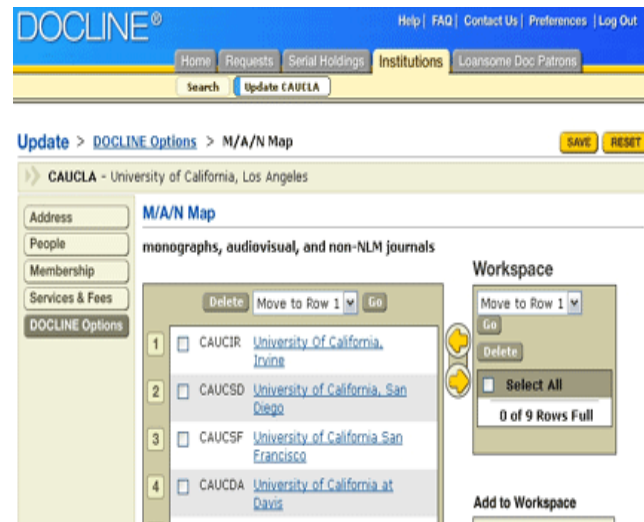 DOCLINE®
Help | FAQ | Contact Us | Preferences | Log Out
Home Requests Serial Holdings Institutions Loansome Doc Patrons
Search Update CAUCLA
Update > DOCLINE Options > M/A/N Map
SAVE RESET
CAUCLA - University of California, Los Angeles
Address
People
Membership
Services & Fees
DOCLINE Options
M/A/N Map
monographs, audiovisual, and non-NLM journals
Delete Move to Row 1 Go
1 CAUCIR University Of California,
Irvine
2 CAUCSD University of California, San
Diego
3 CAUCSF University of California San
Francisco
4 CAUCDA University of California at
Davis
Workspace
Move to Row 1
Go
Delete
Select All
0 of 9 Rows Full
Add to Workspace